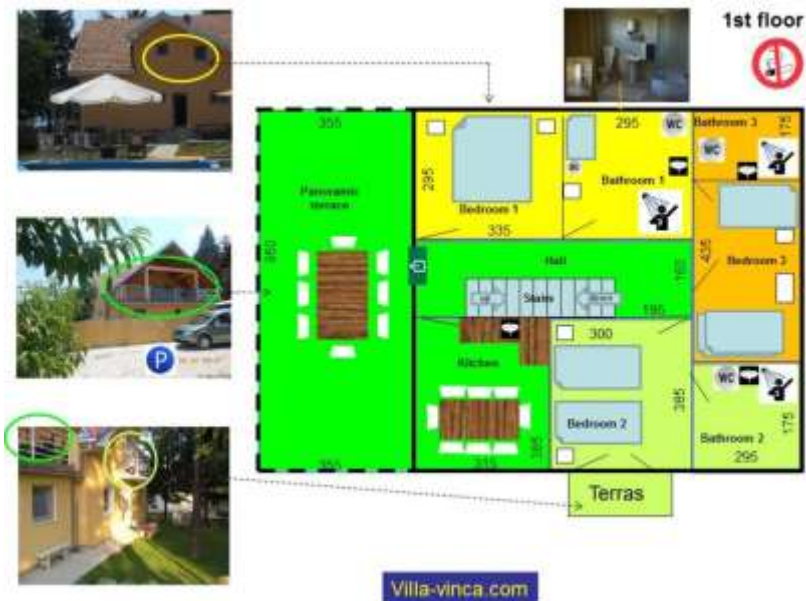 1st floor
355
295
WC
Bathroom 3
175
WC
Panoramic
terrace
295
Bathroom 1
Bedroom 1
335
Hall
435
Bedroom 3
160
Stairs
195
300
Kitchen
385
WC
Bedroom 2
385
175
Bathroom 2
355
315
295
P
Terras
Villa-vinca.com